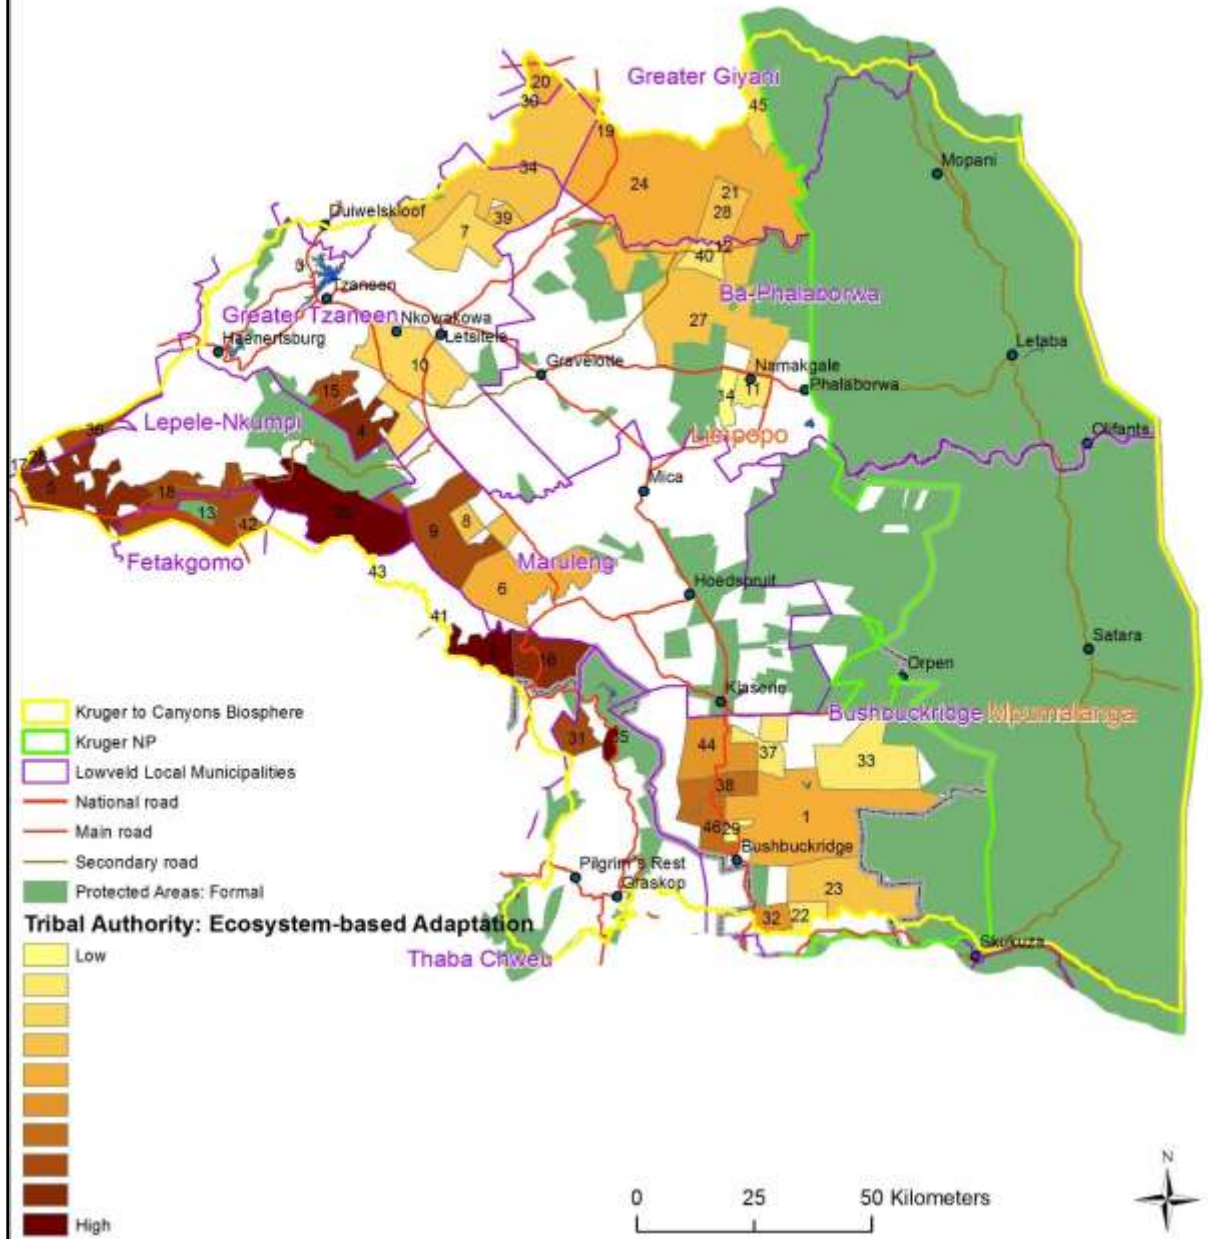 Greater Giyani
20
30
45
19
Mopani
34
24
21
28
39
7
Duiwelskloof
12
40
3
Tzaneen
Ba-Phalaborwa
Greater Tzaneen
Nkowakowa
Letsitele
27
Haenertsburg
Letaba
10
Gravelotte
Namakgale
11
Phalaborwa
14
15
Lepele-Nkumpi
4
Limpopo
Olifants
17
Mica
5
18
13
42
9
8
Fetakgomo
43
Maruleng
6
Hoedspruit
41
Satara
16
Orpen
Klaserie
Kruger to Canyons Biosphere
Bushbuckridge Mpumalanga
Kruger NP
31
44
37
33
Lowveld Local Municipalities
38
National road
1
Main road
46
29
Bushbuckridge
Secondary road
Pilgrim's Rest
Graskop
23
Protected Areas: Formal
32
22
Tribal Authority: Ecosystem-based Adaptation
Low
Thaba Chweu
Skukuza
N
0 25 50 Kilometers
High